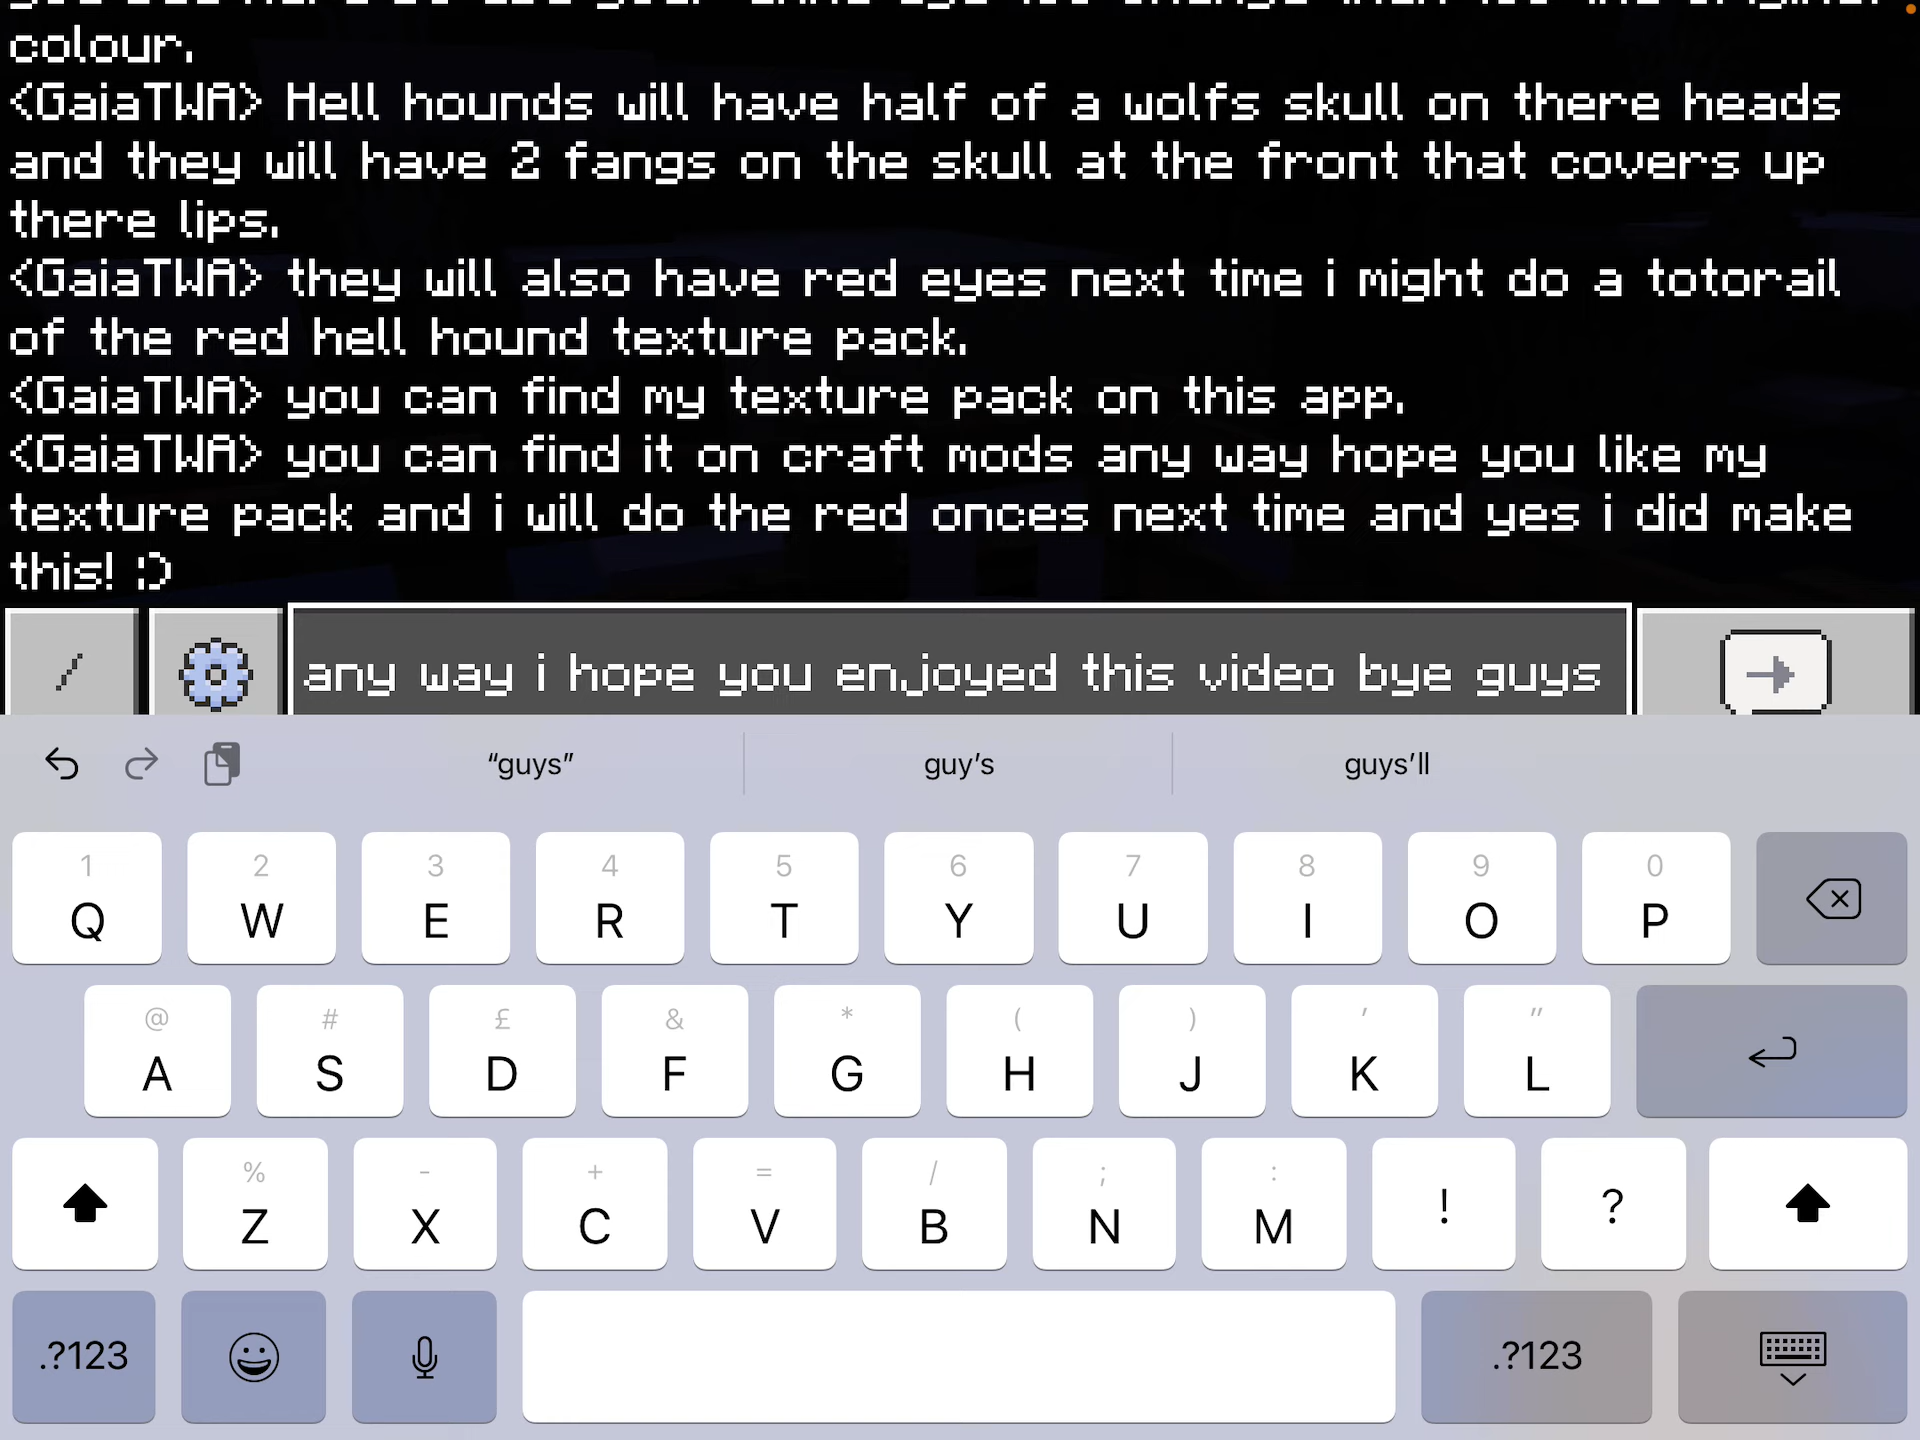 colour.
<GaiaTWA> Hell hounds will have half of a wolfs skull on there heads
and they will have 2 fangs on the skull at the front that covers up
there lips.
<GaiaTWA> they will also have red eyes next time i might do a totorail
of the red hell hound texture pack.
<GaiaTWA> you can find my texture pack on this app.
<GaiaTWA> you can find it on craft mods any way hope you like my
texture pack and i will do the red onces next time and yes i did make
this! :)
/ any way i hope you enjoyed this video bye guys
“guys” guy’s guys’ll
1 2 3 4 5 6 7 8 9 0
Q W E R T Y U I O P
@ # £ & * ( ) ' "
A S D F G H J K L
% - + = / ; :
Z X C V B N M ! ?
.?123 .?123